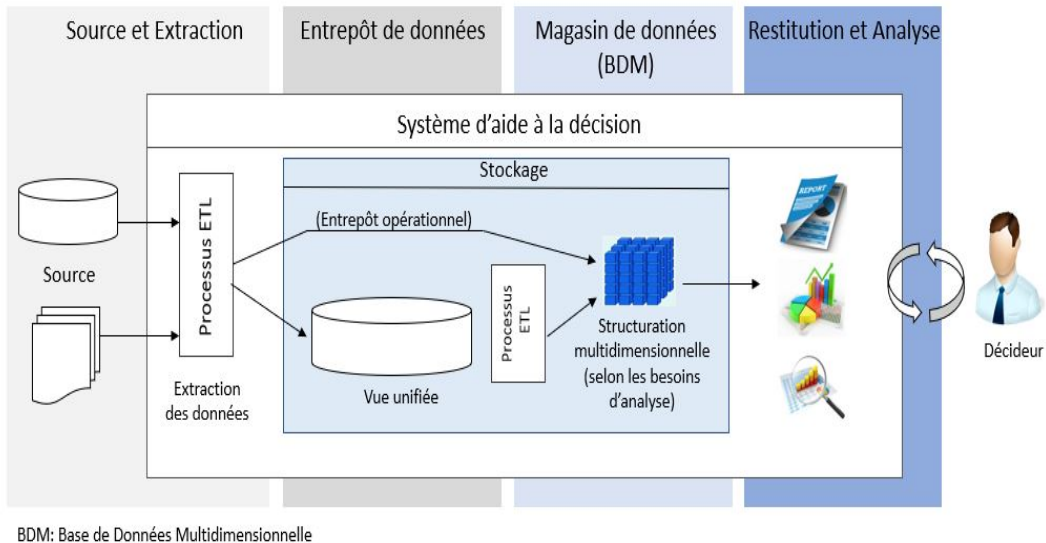 Source et Extraction
Entrepôt de données
Magasin de données
(BDM)
Restitution et Analyse
Système d'aide à la décision
Stockage
Source
Processus ETL
Extraction
des données
(Entrepôt opérationnel)
Vue unifiée
Processus
ETL
Structuration
multidimensionnelle
(selon les besoins
d'analyse)
REPORT
Décideur
BDM: Base de Données Multidimensionnelle